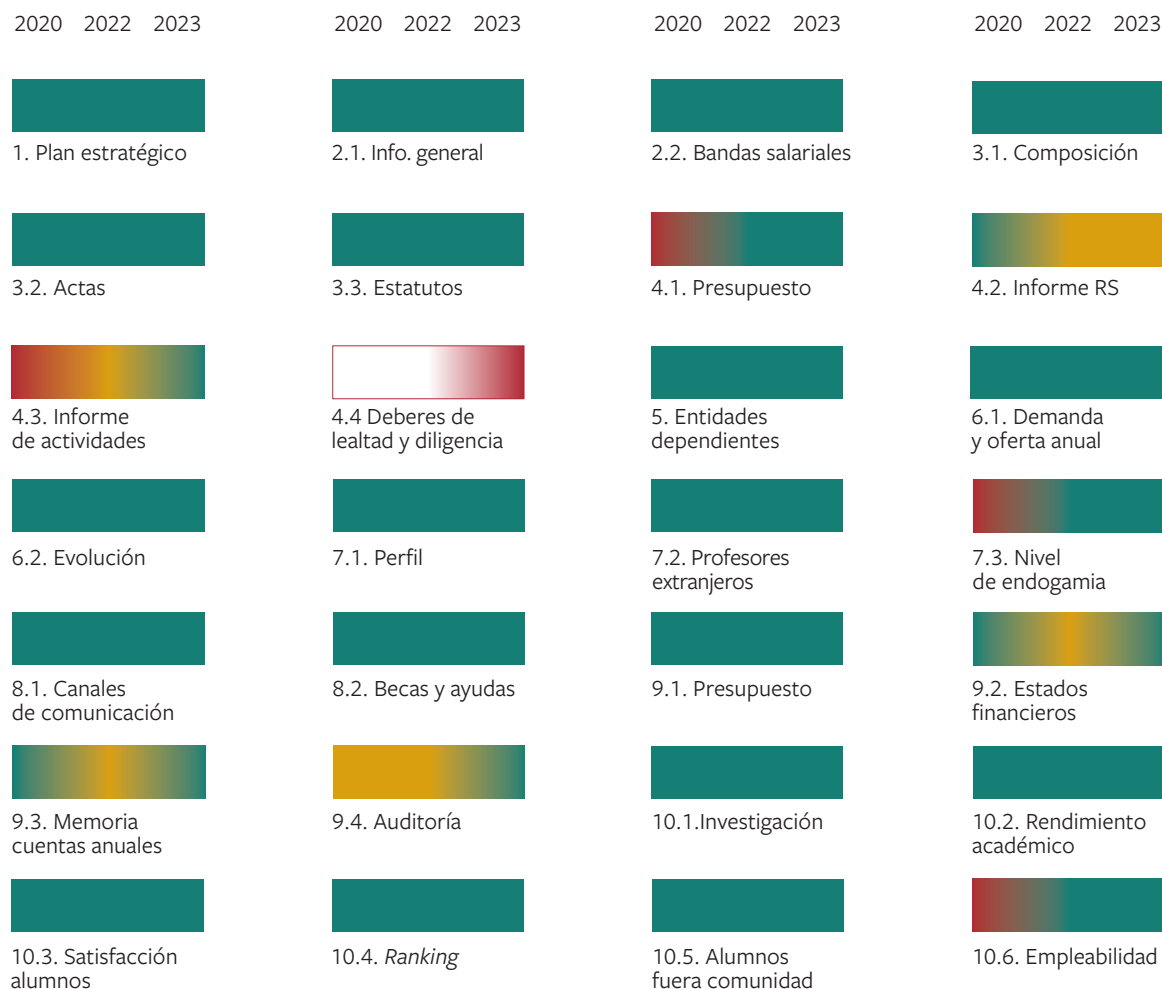 2020 2022 2023 2020 2022 2023 2020 2022 2023 2020 2022 2023
1. Plan estratégico
2.1. Info. general
2.2. Bandas salariales
3.1. Composición
3.2. Actas
3.3. Estatutos
4.1. Presupuesto
4.2. Informe RS
4.3. Informe
de actividades
4.4 Deberes de
lealtad y diligencia
5. Entidades
dependientes
6.1. Demanda
y oferta anual
6.2. Evolución
7.1. Perfil
7.2. Profesores
extranjeros
7.3. Nivel
de endogamia
8.1. Canales
de comunicación
8.2. Becas y ayudas
9.1. Presupuesto
9.2. Estados
financieros
9.3. Memoria
cuentas anuales
9.4. Auditoría
10.1.Investigación
10.2. Rendimiento
académico
10.3. Satisfacción
alumnos
10.4. Ranking
10.5. Alumnos
fuera comunidad
10.6. Empleabilidad